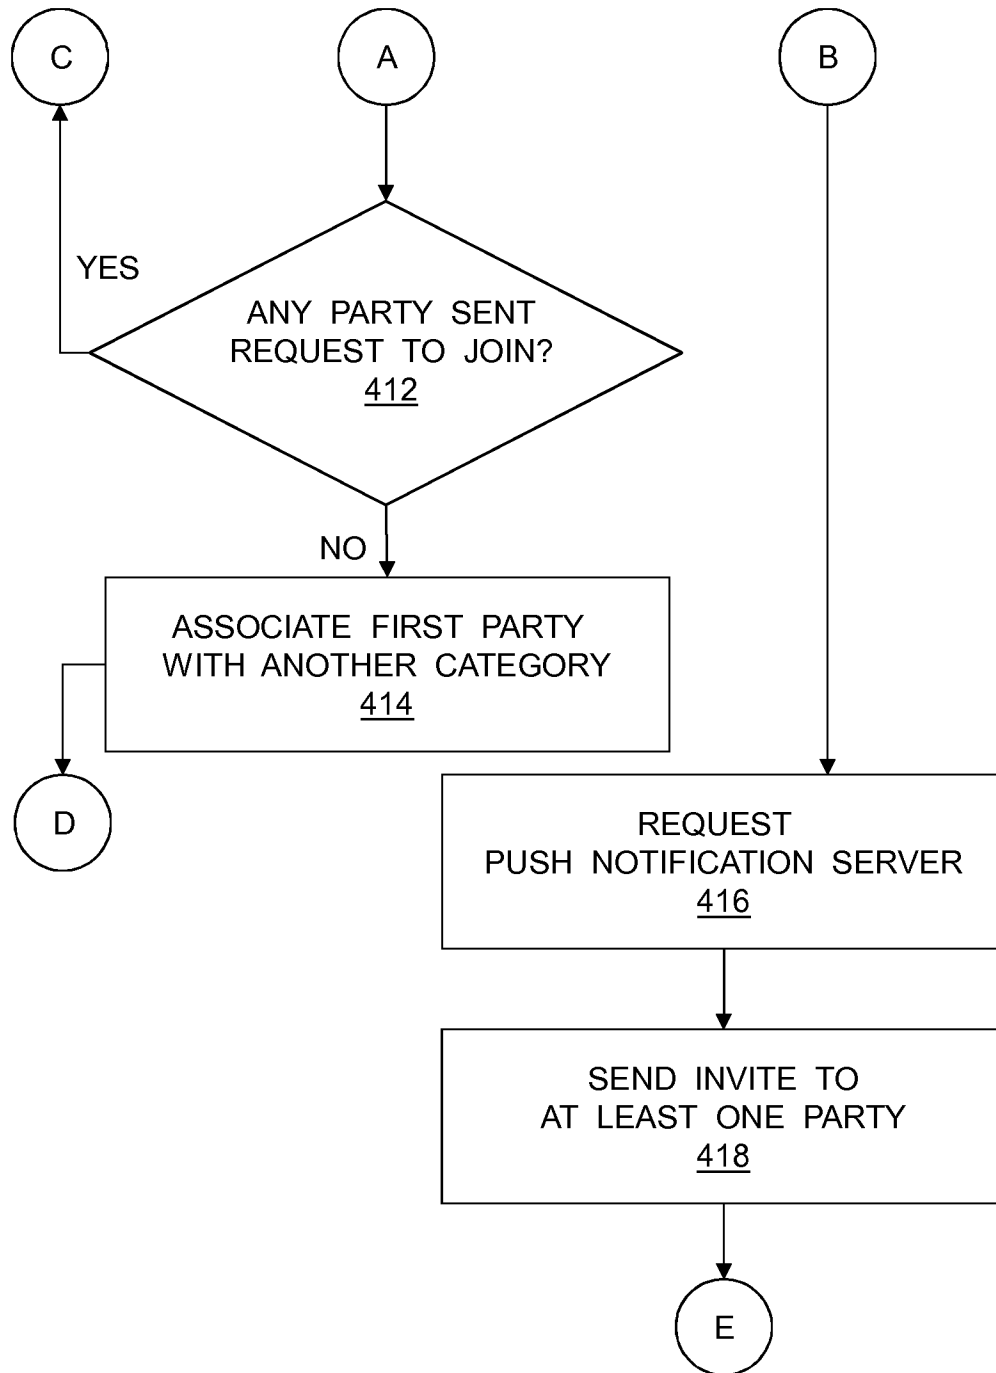 C
A
B
YES
ANY PARTY SENT
REQUEST TO JOIN?
412
NO
ASSOCIATE FIRST PARTY
WITH ANOTHER CATEGORY
414
D
REQUEST
PUSH NOTIFICATION SERVER
416
SEND INVITE TO
AT LEAST ONE PARTY
418
E